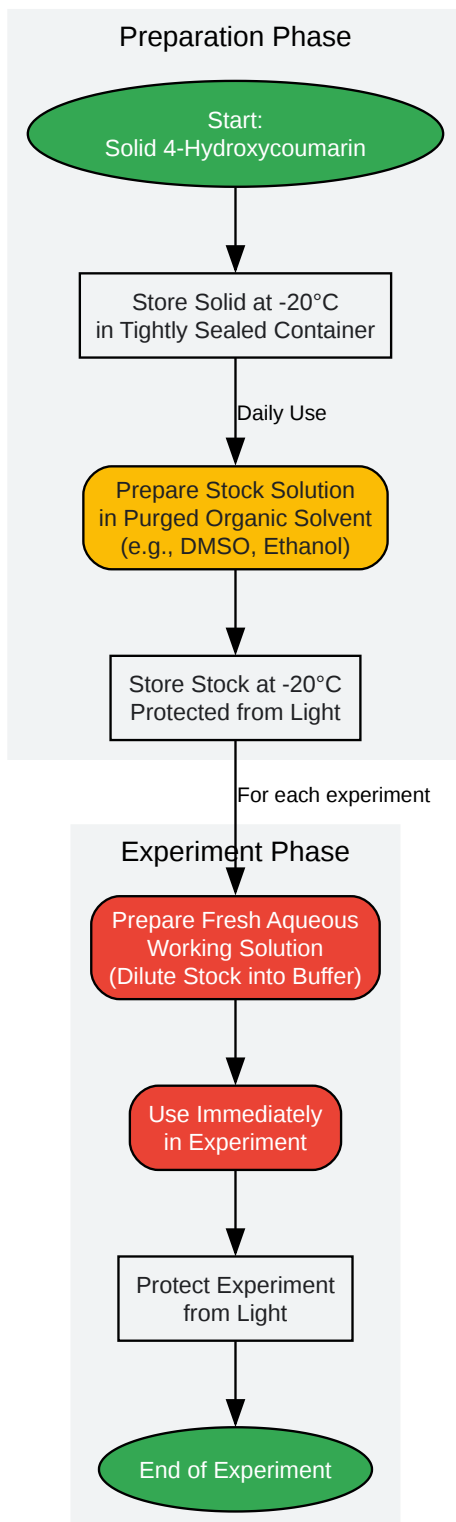 Preparation Phase
Start:
Solid 4-Hydroxycoumarin
Store Solid at -20°C
in Tightly Sealed Container
Daily Use
Prepare Stock Solution
in Purged Organic Solvent
(e.g., DMSO, Ethanol)
Store Stock at -20°C
Protected from Light
For each experiment
Experiment Phase
Prepare Fresh Aqueous
Working Solution
(Dilute Stock into Buffer)
Use Immediately
in Experiment
Protect Experiment
from Light
End of Experiment